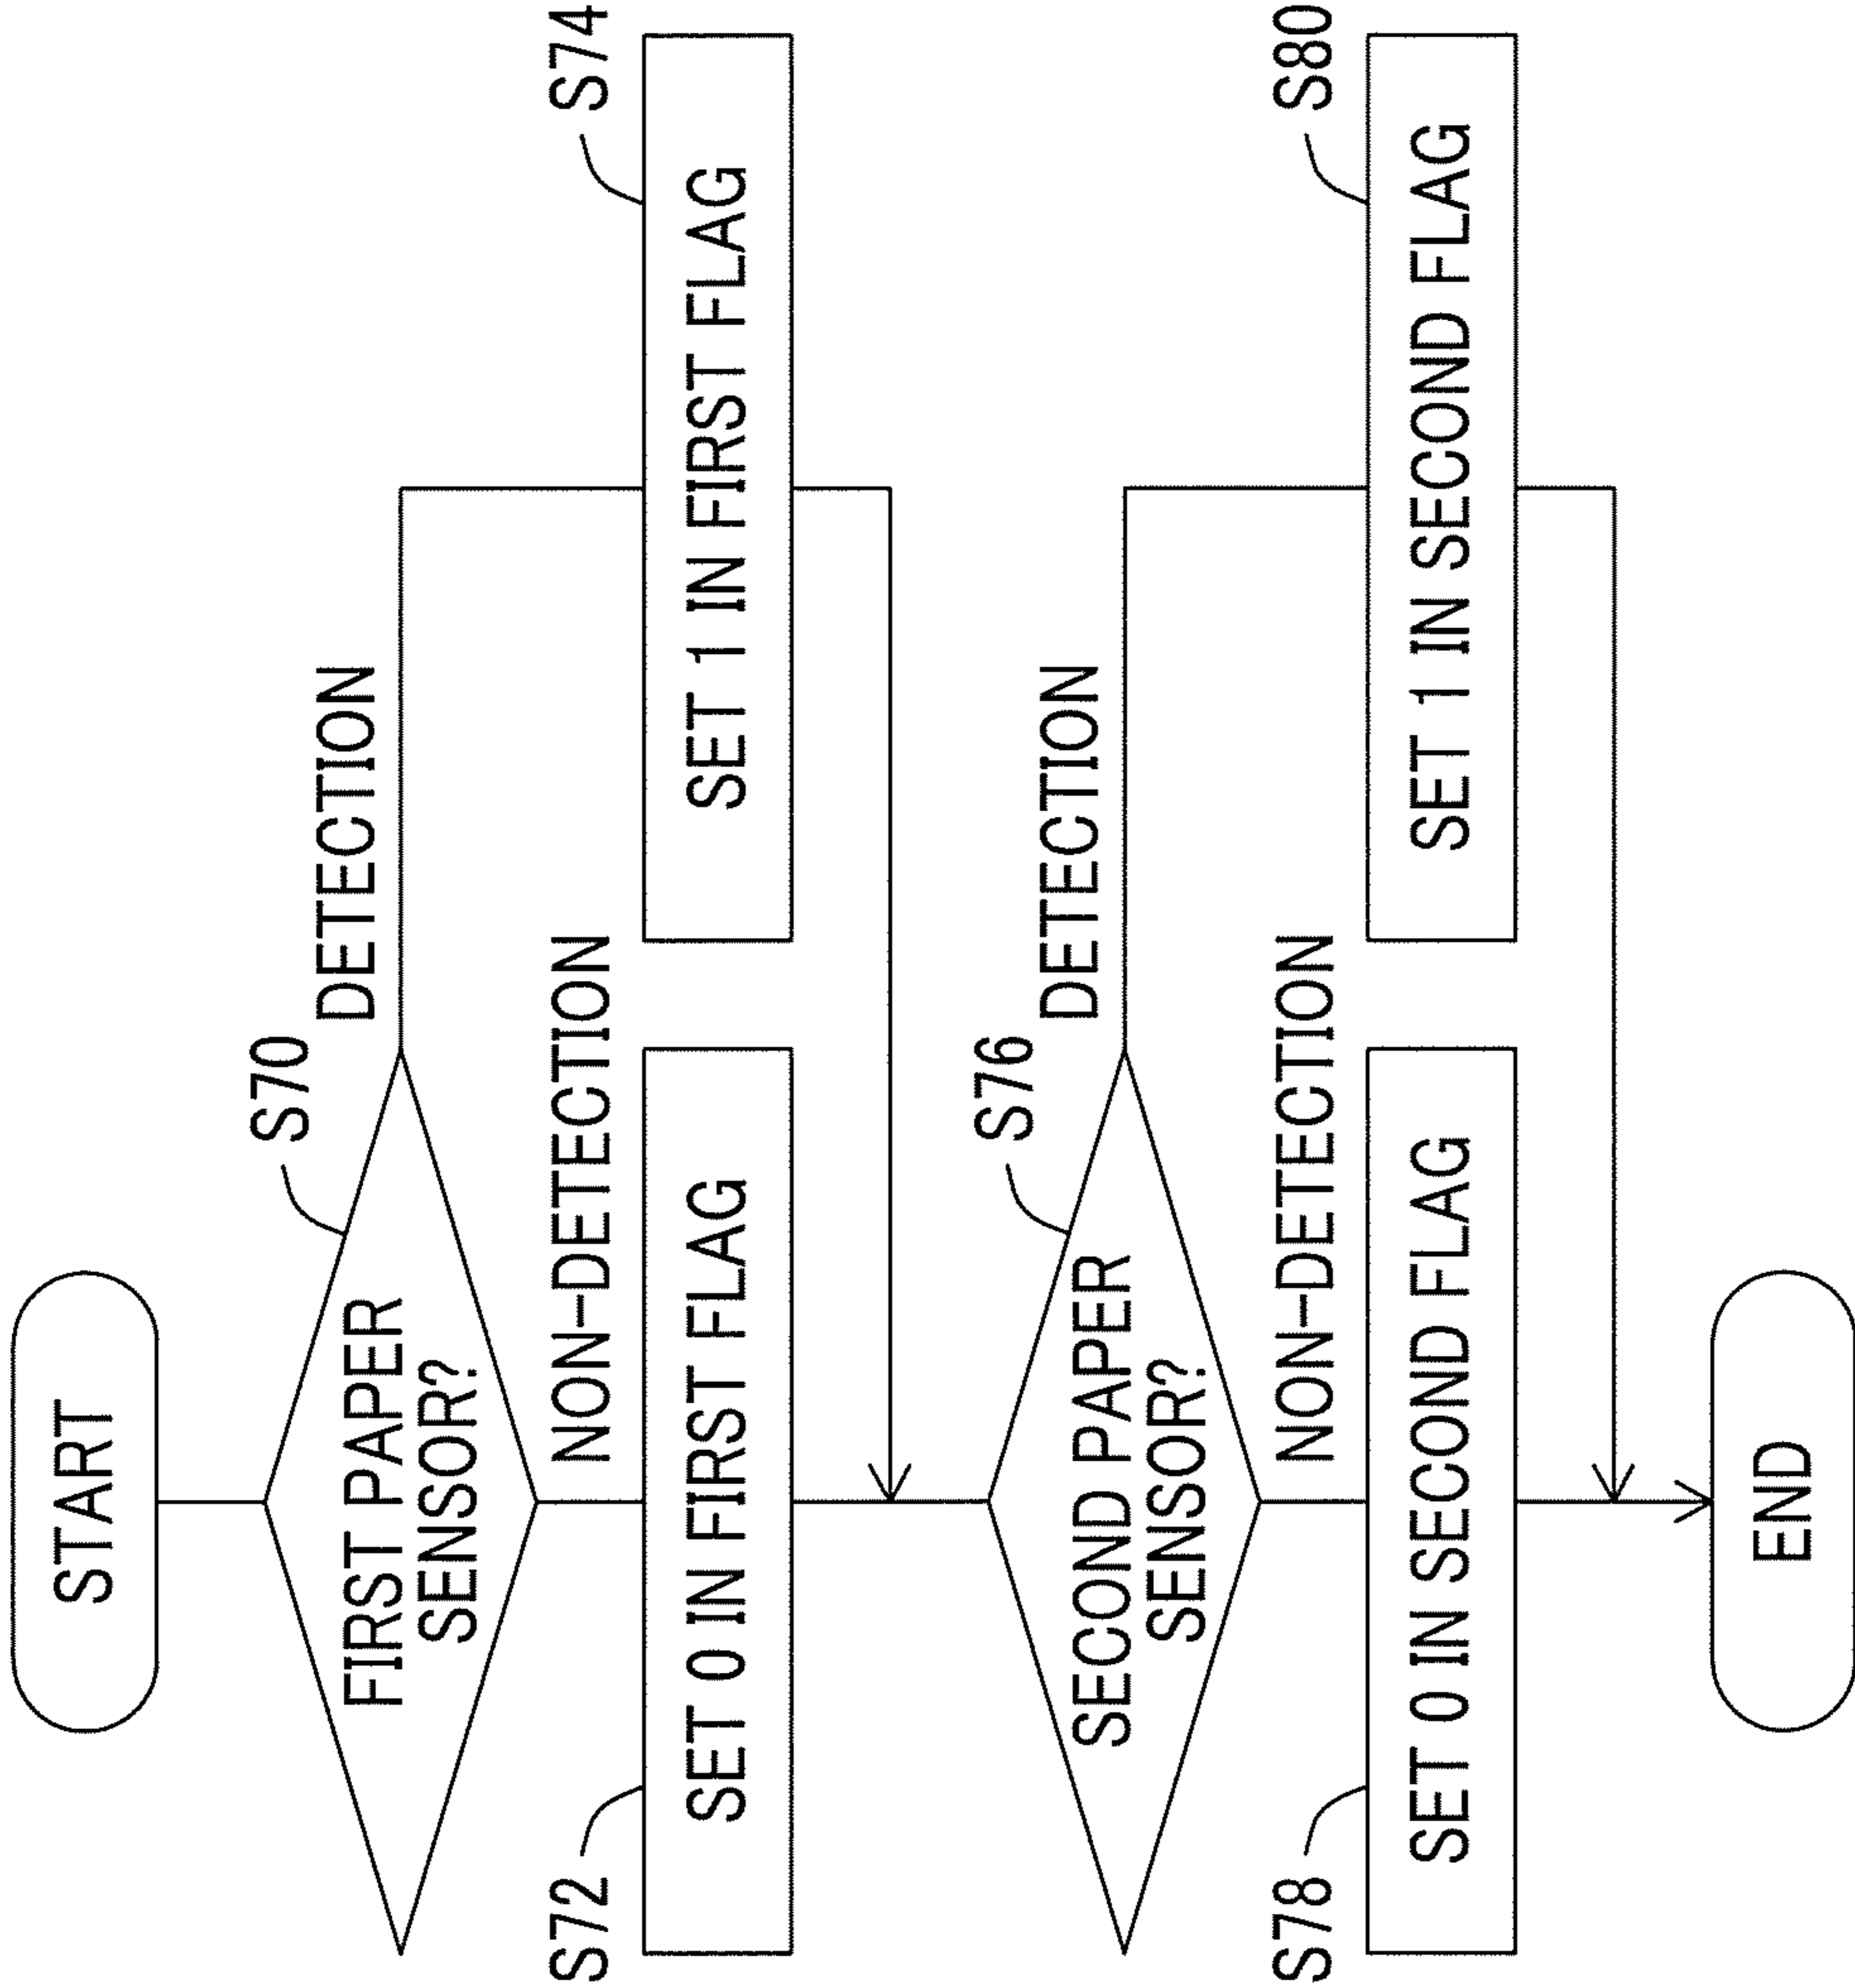 START
S70
FIRST PAPER
SENSOR?
DETECTION
NON-DETECTION
S72
SET 0 IN FIRST FLAG
S74
SET 1 IN FIRST FLAG
S76
SECOND PAPER
SENSOR?
DETECTION
NON-DETECTION
S78
SET 0 IN SECOND FLAG
S80
SET 1 IN SECOND FLAG
END